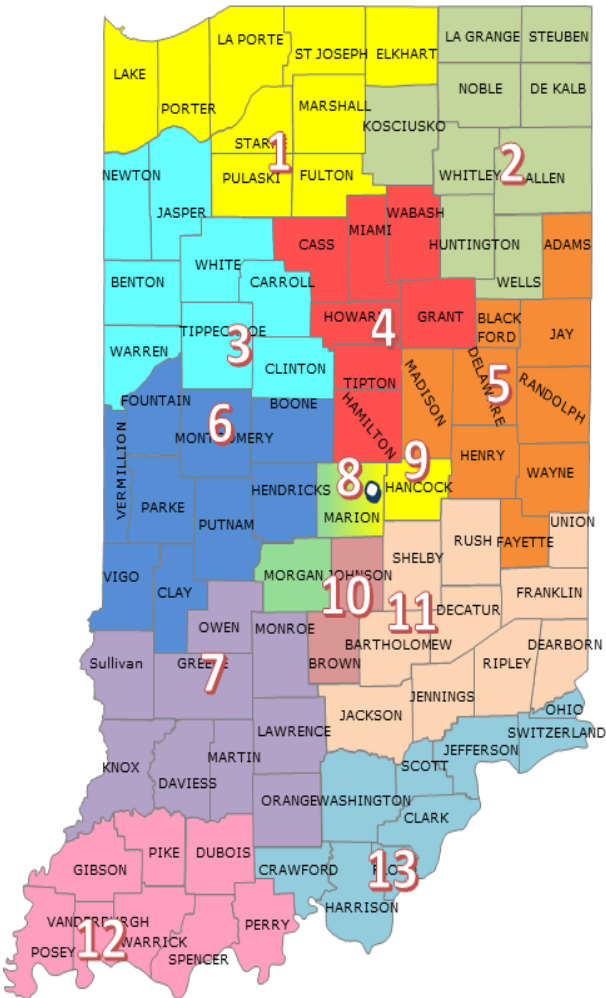 LA PORTE
LA GRANGE
STEUBEN
ST JOSEPH
ELKHART
LAKE
NOBLE
DE KALB
PORTER
MARSHALL
KOSCIUSKO
STARKE
1
2
NEWTON
PULASKI
FULTON
WHITLEY
ALLEN
JASPER
WABASH
MIAMI
CASS
HUNTINGTON
ADAMS
WHITE
BENTON
CARROLL
WELLS
HOWARD
4
GRANT
BLACK
FORD
JAY
TIPPECANOE
3
WARREN
CLINTON
TIPTON
MADISON
DELAWARE
5
RANDOLPH
FOUNTAIN
BOONE
6
MONTGOMERY
HAMILTON
VERMILLION
HENRY
9
WAYNE
8
HENDRICKS
HANCOCK
PARKE
MARION
PUTNAM
UNION
RUSH
FAYETTE
SHELBY
VIGO
MORGAN
JOHNSON
CLAY
FRANKLIN
10
11
DECATUR
OWEN
MONROE
BARTHOLOMEW
DEARBORN
Sullivan
GREENE
7
BROWN
RIPLEY
JENNINGS
OHIO
JACKSON
LAWRENCE
SWITZERLAND
JEFFERSON
MARTIN
SCOTT
KNOX
DAVIESS
ORANGE
WASHINGTON
CLARK
PIKE
DUBOIS
GIBSON
CRAWFORD
13
HARRISON
VANDERBURGH
PERRY
12
WARRICK
POSEY
SPENCER